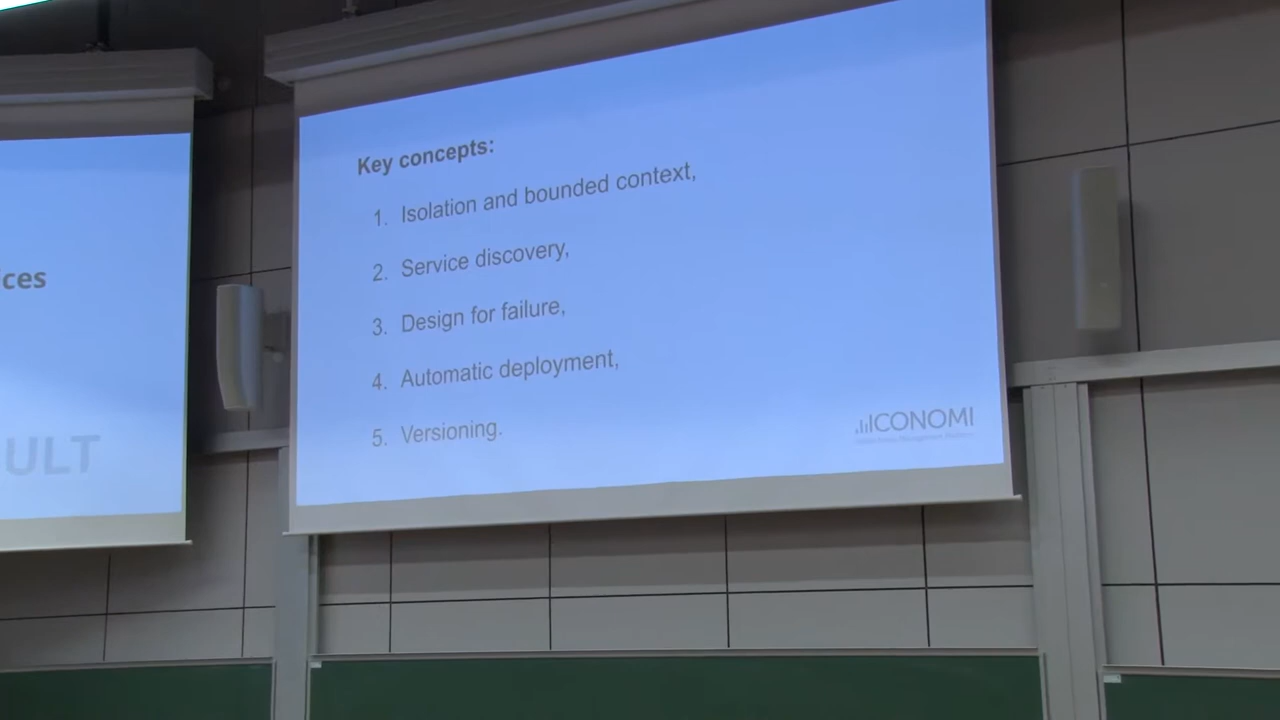 ces
ULT
Key concepts:
1. Isolation and bounded context,
2. Service discovery,
3. Design for failure,
4. Automatic deployment,
5. Versioning.
ICONOMI